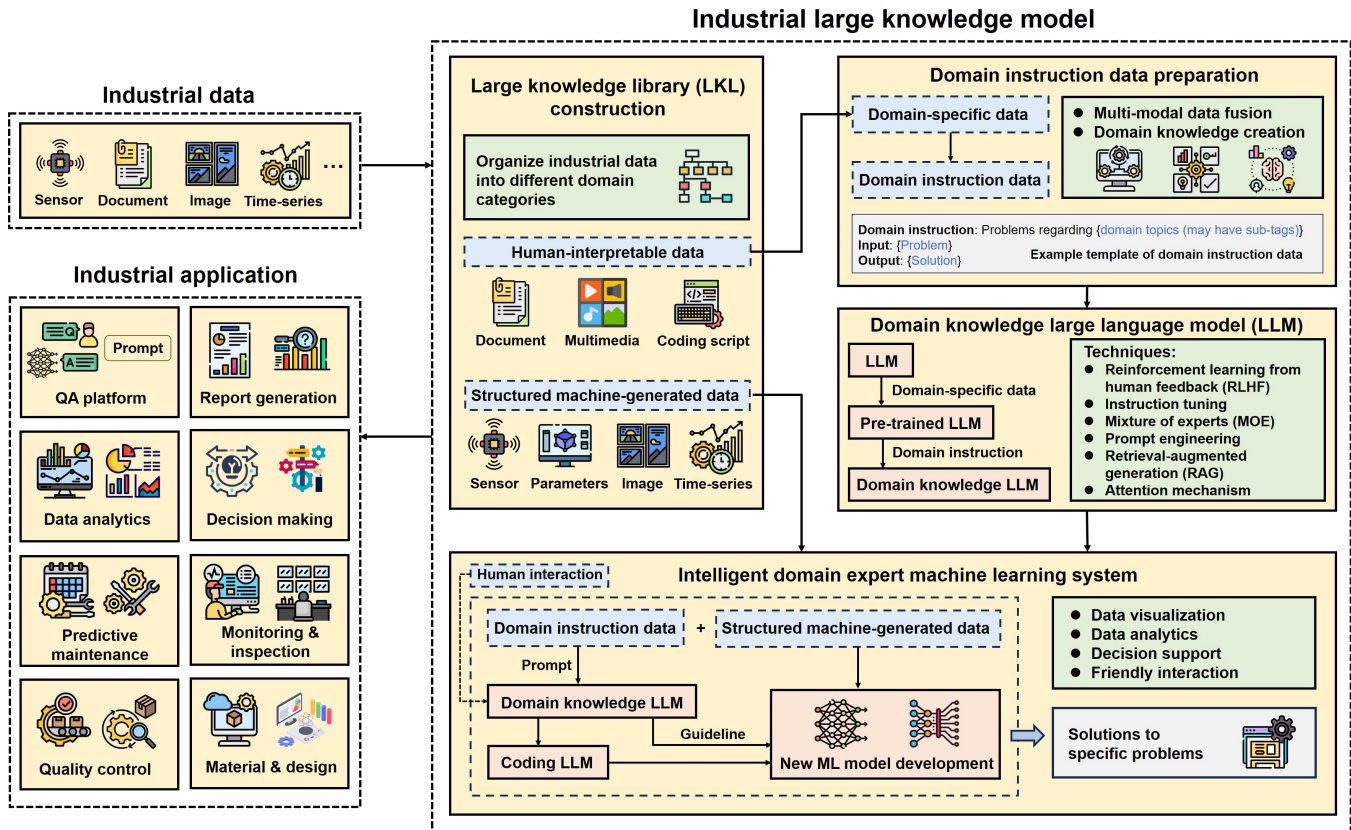 Industrial large knowledge model
Industrial data
Sensor
Document
Image
Time-series
...
Industrial application
Q
A
Prompt
QA platform
Report generation
Data analytics
Decision making
Predictive
maintenance
Monitoring &
inspection
Quality control
Material & design
Large knowledge library (LKL)
construction
Organize industrial data
into different domain
categories
Human-interpretable data
</>
Document
Multimedia
Coding script
Structured machine-generated data
Sensor
Parameters
Image
Time-series
Domain instruction data preparation
Domain-specific data
Domain instruction data
● Multi-modal data fusion
● Domain knowledge creation
Domain instruction: Problems regarding {domain topics (may have sub-tags)}
Input: {Problem}
Output: {Solution}
Example template of domain instruction data
Domain knowledge large language model (LLM)
LLM
Domain-specific data
Pre-trained LLM
Domain instruction
Domain knowledge LLM
Techniques:
● Reinforcement learning from
human feedback (RLHF)
● Instruction tuning
● Mixture of experts (MOE)
● Prompt engineering
● Retrieval-augmented
generation (RAG)
● Attention mechanism
Intelligent domain expert machine learning system
Human interaction
Domain instruction data + Structured machine-generated data
Prompt
Domain knowledge LLM
Guideline
Coding LLM
New ML model development
● Data visualization
● Data analytics
● Decision support
● Friendly interaction
Solutions to
specific problems